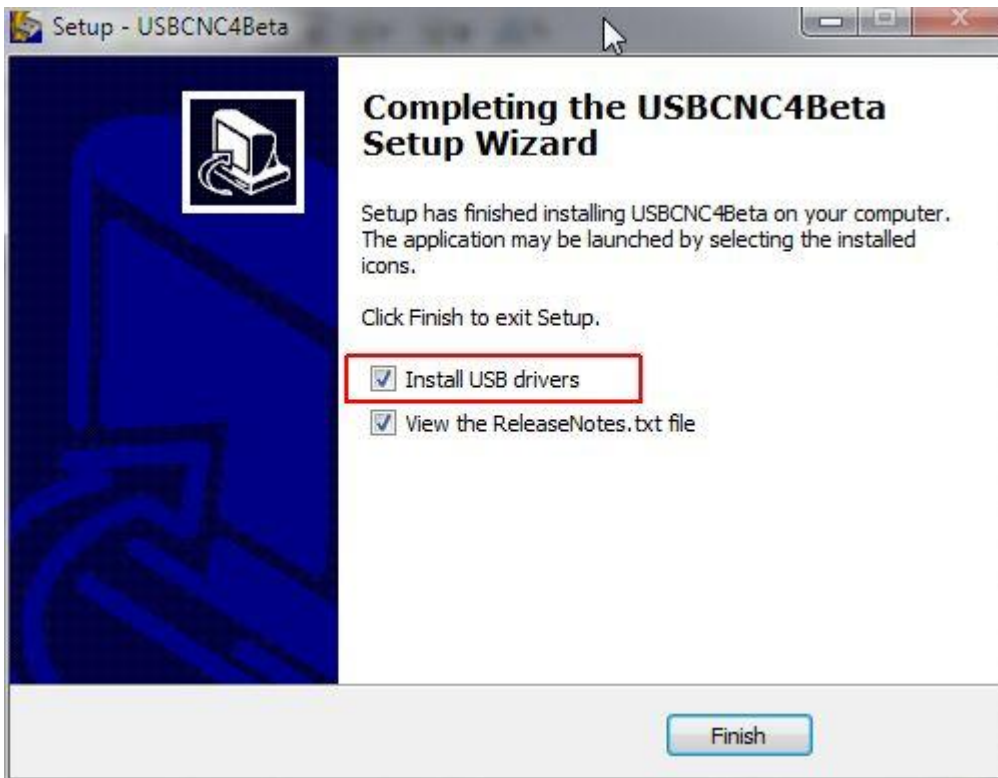 Setup - USBCNC4Beta
Completing the USBCNC4Beta
Setup Wizard
Setup has finished installing USBCNC4Beta on your computer.
The application may be launched by selecting the installed
icons.
Click Finish to exit Setup.
Install USB drivers
View the ReleaseNotes.txt file
Finish